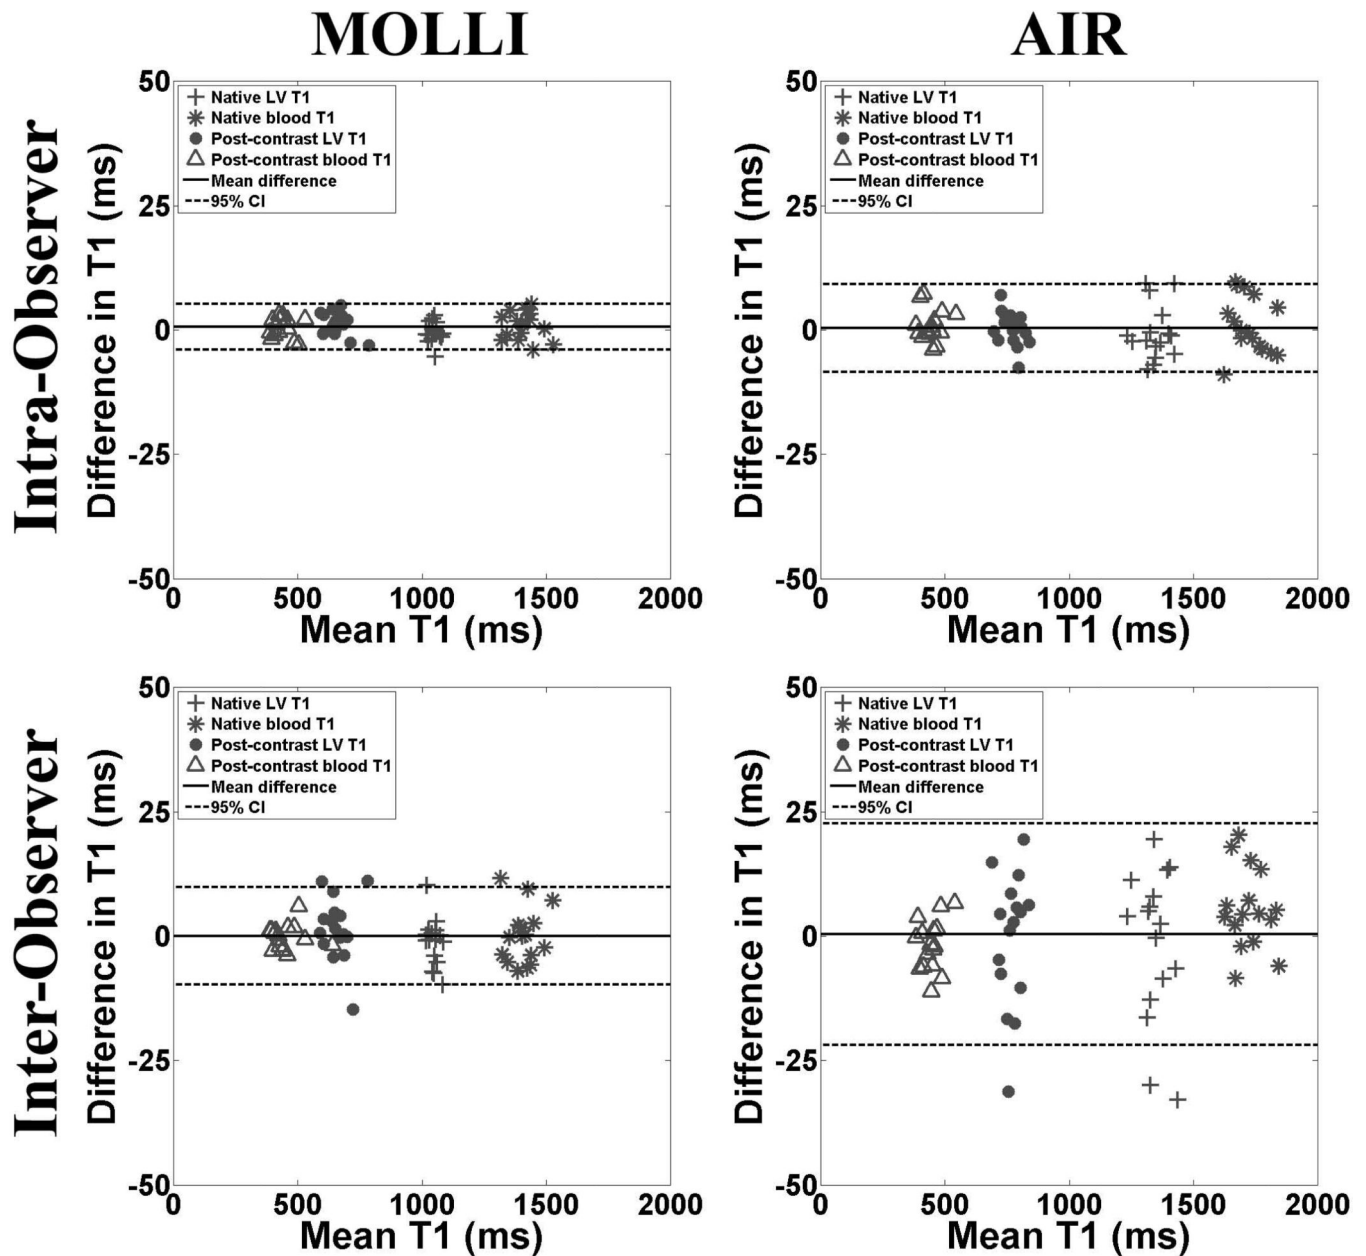 MOLLI
AIR
Intra-Observer
Difference in T1 (ms)
50
25
0
-25
-50
Native LV T1
Native blood T1
Post-contrast LV T1
Post-contrast blood T1
Mean difference
95% CI
0 500 1000 1500 2000
Mean T1 (ms)
Difference in T1 (ms)
50
25
0
-25
-50
Native LV T1
Native blood T1
Post-contrast LV T1
Post-contrast blood T1
Mean difference
95% CI
0 500 1000 1500 2000
Mean T1 (ms)
Inter-Observer
Difference in T1 (ms)
50
25
0
-25
-50
Native LV T1
Native blood T1
Post-contrast LV T1
Post-contrast blood T1
Mean difference
95% CI
0 500 1000 1500 2000
Mean T1 (ms)
Difference in T1 (ms)
50
25
0
-25
-50
Native LV T1
Native blood T1
Post-contrast LV T1
Post-contrast blood T1
Mean difference
95% CI
0 500 1000 1500 2000
Mean T1 (ms)